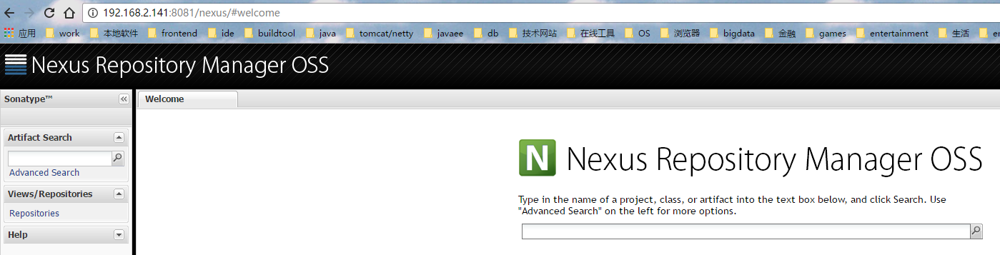 192.168.2.141:8081/nexus/#welcome
应用 work 本地软件 frontend ide buildtool java tomcat/netty javaee db 技术网站 在线工具 OS 浏览器 bigdata 金融 games entertainment 生活 en
Nexus Repository Manager OSS
Sonatype™
Welcome
Artifact Search
Advanced Search
Views/Repositories
Repositories
Help
N Nexus Repository Manager OSS
Type in the name of a project, class, or artifact into the text box below, and click Search. Use
"Advanced Search" on the left for more options.